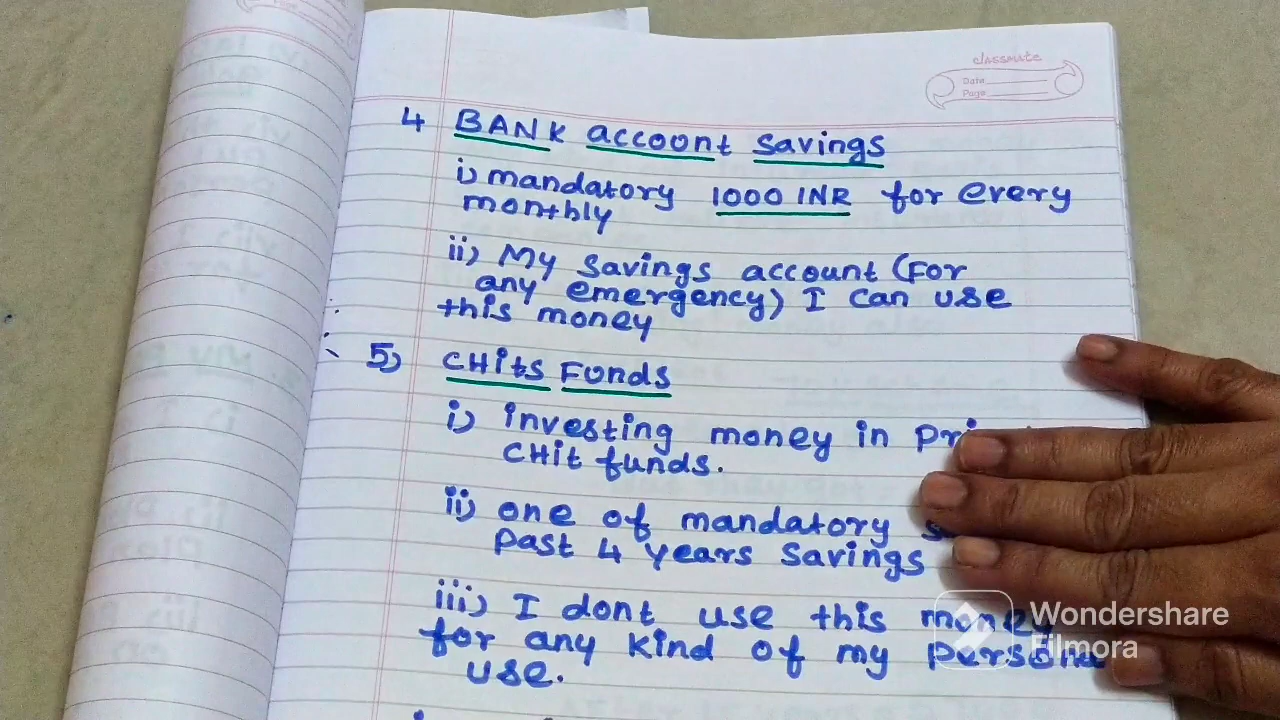 classmate
Date
Page
4 BANK account savings
i) mandatory 1000 INR for every
monthly
ii) My savings account (for
any emergency) I can use
this money
5) CHits Funds
i) investing money in
CHit funds.
ii) one of mandatory
past 4 years savings
iii) I dont use this money
for any kind of my
use.
Wondershare
Filmora